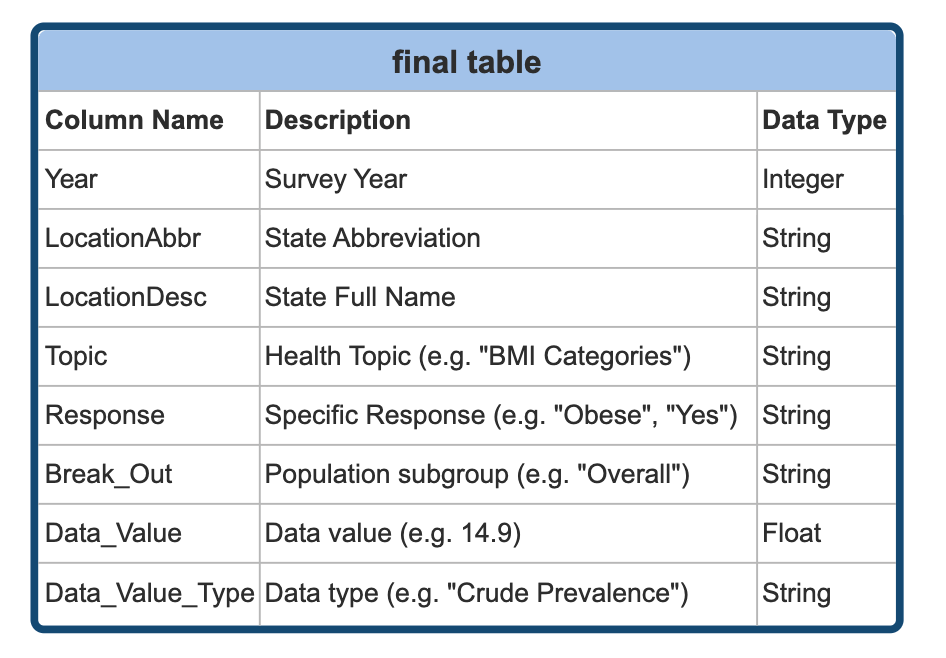 final table
Column Name Description Data Type
Year Survey Year Integer
LocationAbbr State Abbreviation String
LocationDesc State Full Name String
Topic Health Topic (e.g. "BMI Categories") String
Response Specific Response (e.g. "Obese", "Yes") String
Break_Out Population subgroup (e.g. "Overall") String
Data_Value Data value (e.g. 14.9) Float
Data_Value_Type Data type (e.g. "Crude Prevalence") String